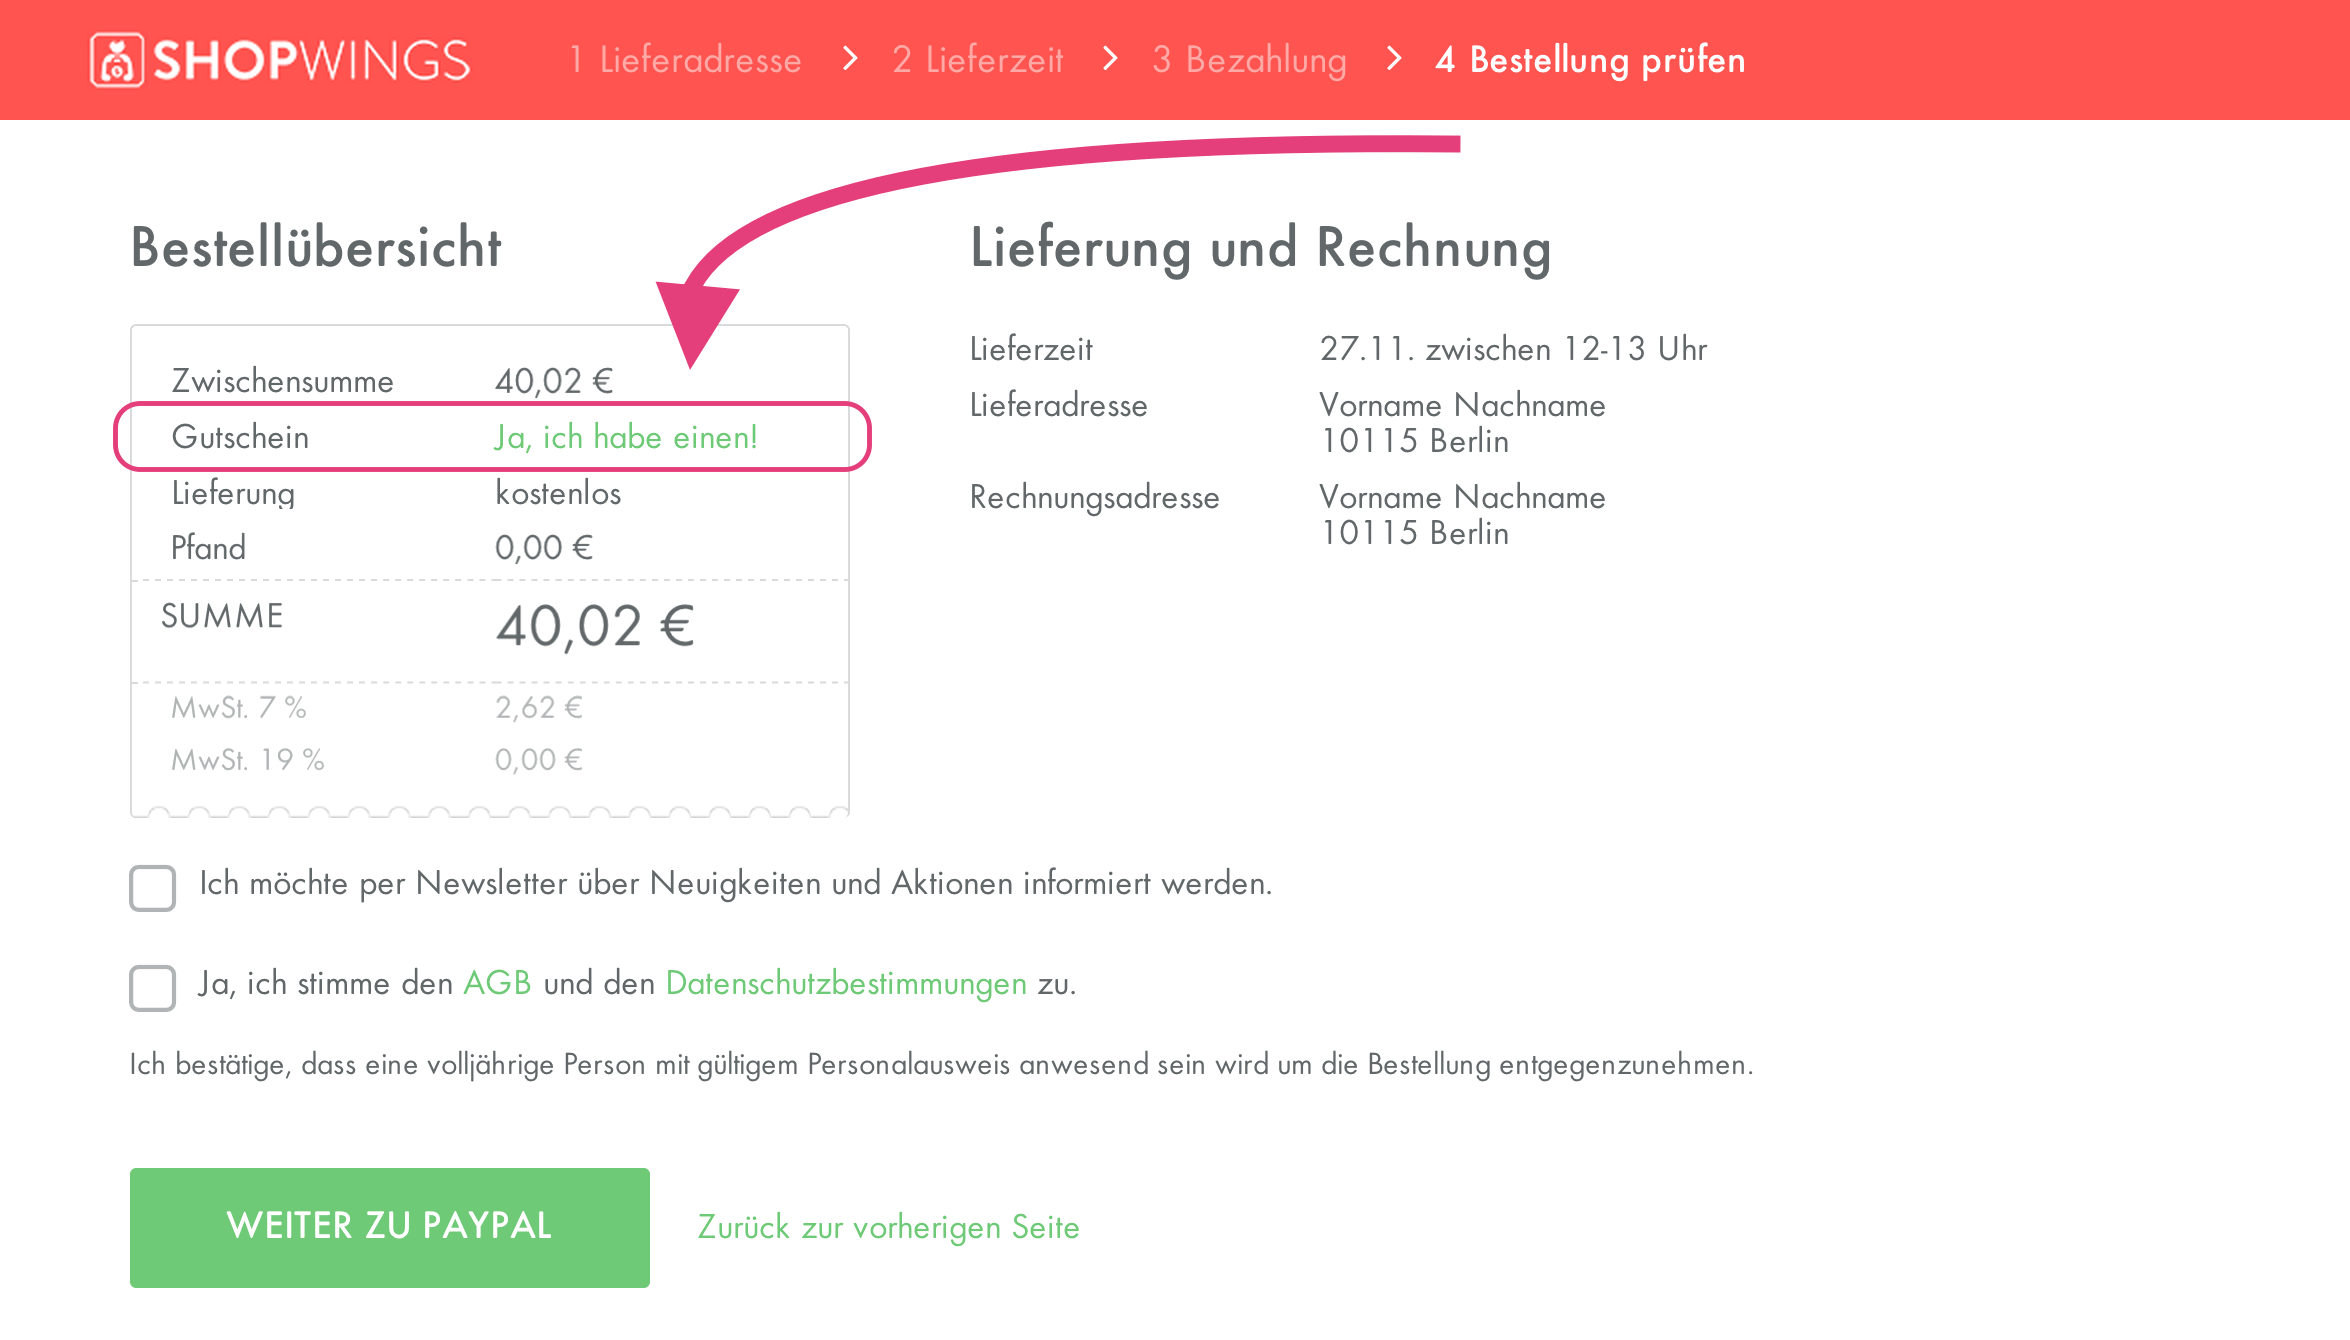 SHOPWINGS
1 Lieferadresse > 2 Lieferzeit > 3 Bezahlung > 4 Bestellung prüfen
Bestellübersicht
Zwischensumme 40,02 €
Gutschein Ja, ich habe einen!
Lieferung kostenlos
Pfand 0,00 €
SUMME 40,02 €
MwSt. 7 % 2,62 €
MwSt. 19 % 0,00 €
Lieferung und Rechnung
Lieferzeit 27.11. zwischen 12-13 Uhr
Lieferadresse Vorname Nachname
10115 Berlin
Rechnungsadresse Vorname Nachname
10115 Berlin
Ich möchte per Newsletter über Neuigkeiten und Aktionen informiert werden.
Ja, ich stimme den AGB und den Datenschutzbestimmungen zu.
Ich bestätige, dass eine volljährige Person mit gültigem Personalausweis anwesend sein wird um die Bestellung entgegenzunehmen.
WEITER ZU PAYPAL Zurück zur vorherigen Seite